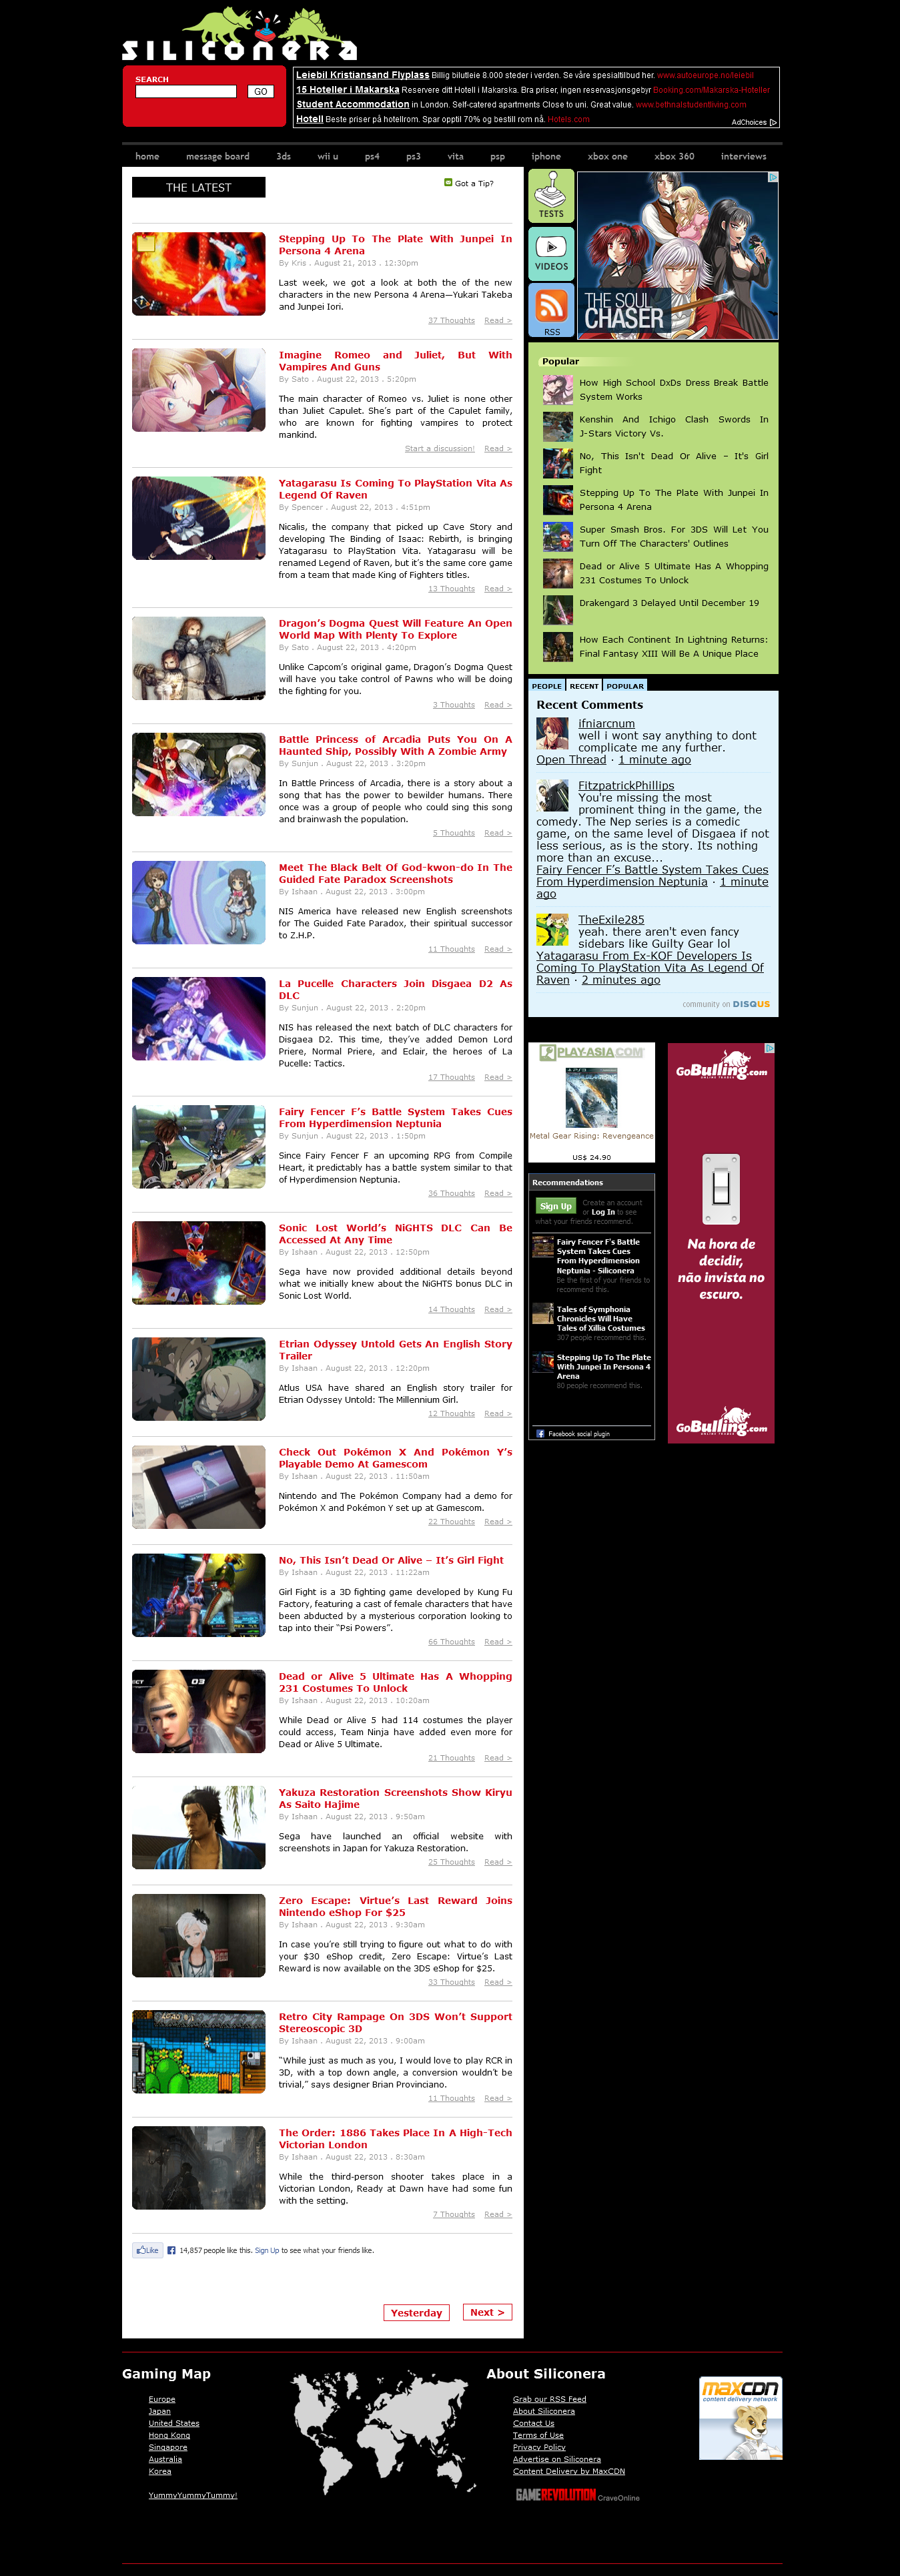 SILICONERA
SEARCH
GO
Leiebil Kristiansand Flyplass Billig bilutleie 8.000 steder i verden. Se våre spesialtilbud her. www.autoeurope.no/leiebil
15 Hoteller i Makarska Reservere ditt Hotell i Makarska. Bra priser, ingen reservasjonsgebyr Booking.com/Makarska-Hoteller
Student Accommodation in London. Self-catered apartments Close to uni. Great value. www.bethnalstudentliving.com
Hotell Beste priser på hotellrom. Spar opptil 70% og bestill rom nå. Hotels.com
AdChoices
home message board 3ds wii u ps4 ps3 vita psp iphone xbox one xbox 360 interviews
THE LATEST
Got a Tip?
Stepping Up To The Plate With Junpei In
Persona 4 Arena
By Kris . August 21, 2013 . 12:30pm
Last week, we got a look at both the of the new
characters in the new Persona 4 Arena—Yukari Takeba
and Junpei Iori.
37 Thoughts Read >
Imagine Romeo and Juliet, But With
Vampires And Guns
By Sato . August 22, 2013 . 5:20pm
The main character of Romeo vs. Juliet is none other
than Juliet Capulet. She’s part of the Capulet family,
who are known for fighting vampires to protect
mankind.
Start a discussion! Read >
Yatagarasu Is Coming To PlayStation Vita As
Legend Of Raven
By Spencer . August 22, 2013 . 4:51pm
Nicalis, the company that picked up Cave Story and
developing The Binding of Isaac: Rebirth, is bringing
Yatagarasu to PlayStation Vita. Yatagarasu will be
renamed Legend of Raven, but it’s the same core game
from a team that made King of Fighters titles.
13 Thoughts Read >
Dragon’s Dogma Quest Will Feature An Open
World Map With Plenty To Explore
By Sato . August 22, 2013 . 4:20pm
Unlike Capcom’s original game, Dragon’s Dogma Quest
will have you take control of Pawns who will be doing
the fighting for you.
3 Thoughts Read >
Battle Princess of Arcadia Puts You On A
Haunted Ship, Possibly With A Zombie Army
By Sunjun . August 22, 2013 . 3:20pm
In Battle Princess of Arcadia, there is a story about a
song that has the power to bewilder humans. There
once was a group of people who could sing this song
and brainwash the population.
5 Thoughts Read >
Meet The Black Belt Of God-kwon-do In The
Guided Fate Paradox Screenshots
By Ishaan . August 22, 2013 . 3:00pm
NIS America have released new English screenshots
for The Guided Fate Paradox, their spiritual successor
to Z.H.P.
11 Thoughts Read >
La Pucelle Characters Join Disgaea D2 As
DLC
By Sunjun . August 22, 2013 . 2:20pm
NIS has released the next batch of DLC characters for
Disgaea D2. This time, they’ve added Demon Lord
Priere, Normal Priere, and Eclair, the heroes of La
Pucelle: Tactics.
17 Thoughts Read >
Fairy Fencer F’s Battle System Takes Cues
From Hyperdimension Neptunia
By Sunjun . August 22, 2013 . 1:50pm
Since Fairy Fencer F an upcoming RPG from Compile
Heart, it predictably has a battle system similar to that
of Hyperdimension Neptunia.
36 Thoughts Read >
Sonic Lost World’s NiGHTS DLC Can Be
Accessed At Any Time
By Ishaan . August 22, 2013 . 12:50pm
Sega have now provided additional details beyond
what we initially knew about the NiGHTS bonus DLC in
Sonic Lost World.
14 Thoughts Read >
Etrian Odyssey Untold Gets An English Story
Trailer
By Ishaan . August 22, 2013 . 12:20pm
Atlus USA have shared an English story trailer for
Etrian Odyssey Untold: The Millennium Girl.
12 Thoughts Read >
Check Out Pokémon X And Pokémon Y’s
Playable Demo At Gamescom
By Ishaan . August 22, 2013 . 11:50am
Nintendo and The Pokémon Company had a demo for
Pokémon X and Pokémon Y set up at Gamescom.
22 Thoughts Read >
No, This Isn’t Dead Or Alive – It’s Girl Fight
By Ishaan . August 22, 2013 . 11:22am
Girl Fight is a 3D fighting game developed by Kung Fu
Factory, featuring a cast of female characters that have
been abducted by a mysterious corporation looking to
tap into their “Psi Powers”.
66 Thoughts Read >
Dead or Alive 5 Ultimate Has A Whopping
231 Costumes To Unlock
By Ishaan . August 22, 2013 . 10:20am
While Dead or Alive 5 had 114 costumes the player
could access, Team Ninja have added even more for
Dead or Alive 5 Ultimate.
21 Thoughts Read >
Yakuza Restoration Screenshots Show Kiryu
As Saito Hajime
By Ishaan . August 22, 2013 . 9:50am
Sega have launched an official website with
screenshots in Japan for Yakuza Restoration.
25 Thoughts Read >
Zero Escape: Virtue’s Last Reward Joins
Nintendo eShop For $25
By Ishaan . August 22, 2013 . 9:30am
In case you’re still trying to figure out what to do with
your $30 eShop credit, Zero Escape: Virtue’s Last
Reward is now available on the 3DS eShop for $25.
33 Thoughts Read >
Retro City Rampage On 3DS Won’t Support
Stereoscopic 3D
By Ishaan . August 22, 2013 . 9:00am
“While just as much as you, I would love to play RCR in
3D, with a top down angle, a conversion wouldn’t be
trivial,” says designer Brian Provinciano.
11 Thoughts Read >
The Order: 1886 Takes Place In A High-Tech
Victorian London
By Ishaan . August 22, 2013 . 8:30am
While the third-person shooter takes place in a
Victorian London, Ready at Dawn have had some fun
with the setting.
7 Thoughts Read >
Like 14,857 people like this. Sign Up to see what your friends like.
Yesterday Next >
TESTS
VIDEOS
RSS
THE SOUL
CHASER
Popular
How High School DxDs Dress Break Battle
System Works
Kenshin And Ichigo Clash Swords In
J-Stars Victory Vs.
No, This Isn't Dead Or Alive – It's Girl
Fight
Stepping Up To The Plate With Junpei In
Persona 4 Arena
Super Smash Bros. For 3DS Will Let You
Turn Off The Characters' Outlines
Dead or Alive 5 Ultimate Has A Whopping
231 Costumes To Unlock
Drakengard 3 Delayed Until December 19
How Each Continent In Lightning Returns:
Final Fantasy XIII Will Be A Unique Place
PEOPLE RECENT POPULAR
Recent Comments
ifniarcnum
well i wont say anything to dont
complicate me any further.
Open Thread · 1 minute ago
FitzpatrickPhillips
You're missing the most
prominent thing in the game, the
comedy. The Nep series is a comedic
game, on the same level of Disgaea if not
less serious, as is the story. Its nothing
more than an excuse...
Fairy Fencer F’s Battle System Takes Cues
From Hyperdimension Neptunia · 1 minute
ago
TheExile285
yeah. there aren't even fancy
sidebars like Guilty Gear lol
Yatagarasu From Ex-KOF Developers Is
Coming To PlayStation Vita As Legend Of
Raven · 2 minutes ago
community on DISQUS
PLAY-ASIA.COM
Metal Gear Rising: Revengeance
US$ 24.90
Recommendations
Sign Up Create an account
or Log In to see
what your friends recommend.
Fairy Fencer F's Battle
System Takes Cues
From Hyperdimension
Neptunia - Siliconera
Be the first of your friends to
recommend this.
Tales of Symphonia
Chronicles Will Have
Tales of Xillia Costumes
307 people recommend this.
Stepping Up To The Plate
With Junpei In Persona 4
Arena
80 people recommend this.
Facebook social plugin
GoBulling.com
ONLINE TRADER
Na hora de
decidir,
não invista no
escuro.
GoBulling.com
ONLINE TRADER
Gaming Map
Europe
Japan
United States
Hong Kong
Singapore
Australia
Korea
YummyYummyTummy!
About Siliconera
Grab our RSS Feed
About Siliconera
Contact Us
Terms of Use
Privacy Policy
Advertise on Siliconera
Content Delivery by MaxCDN
GAMEREVOLUTION CraveOnline
maxCDN
content delivery network